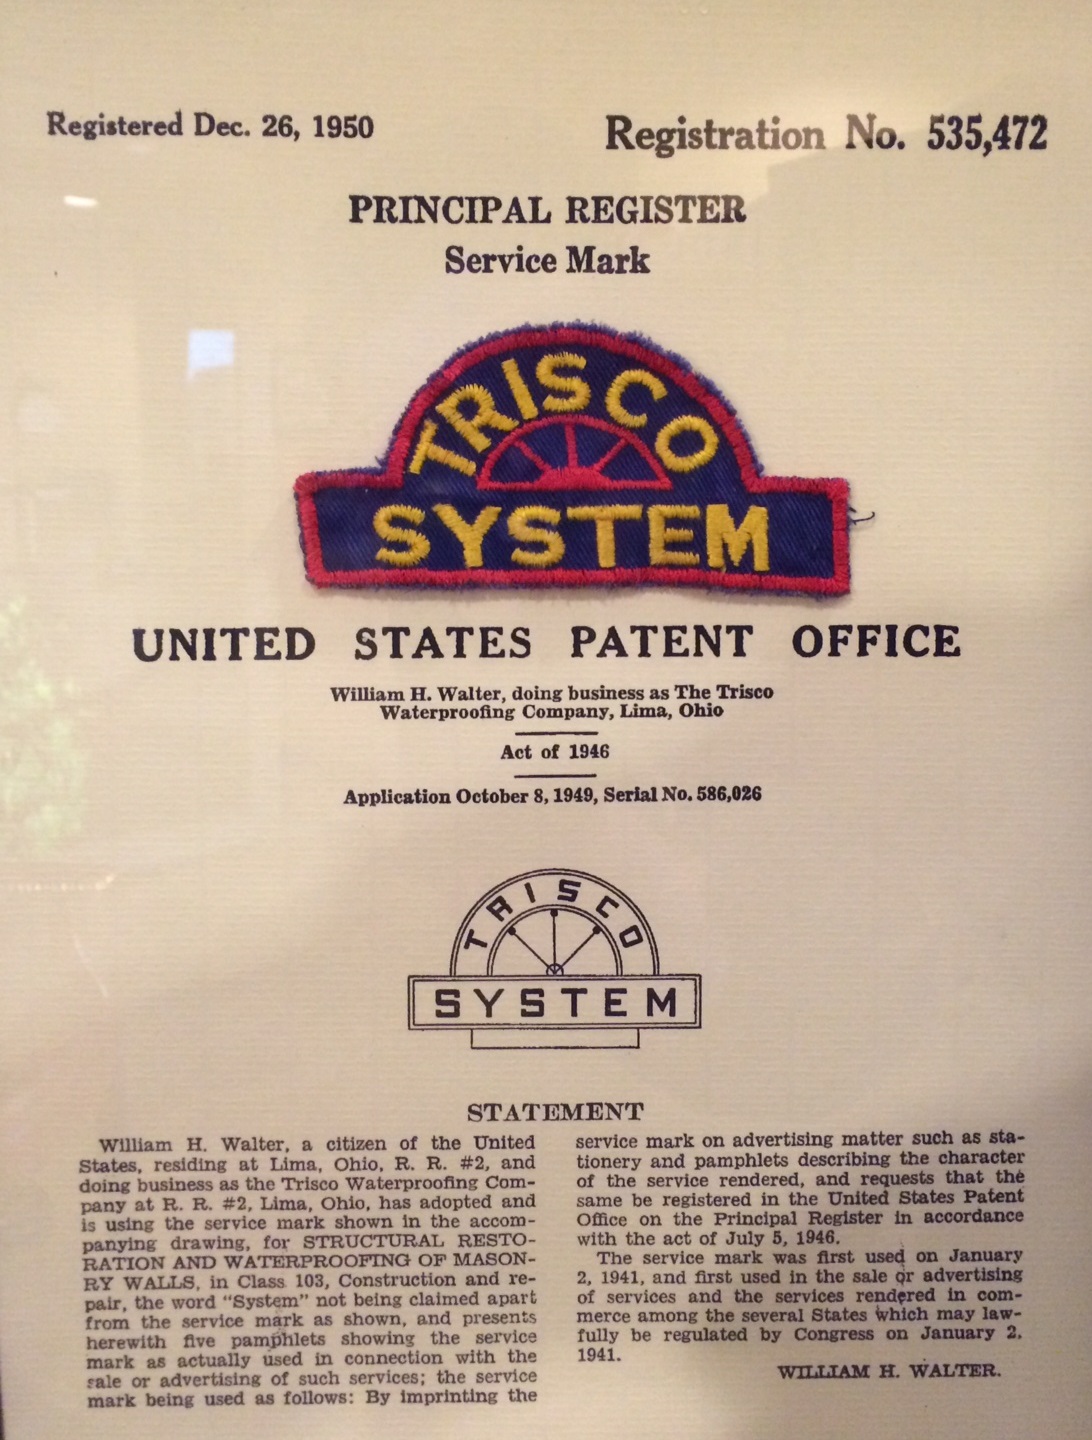 Registered Dec. 26, 1950
Registration No. 535,472
PRINCIPAL REGISTER
Service Mark
TRISCO
SYSTEM
UNITED STATES PATENT OFFICE
William H. Walter, doing business as The Trisco
Waterproofing Company, Lima, Ohio
Act of 1946
Application October 8, 1949, Serial No. 586,026
TRISCO
SYSTEM
STATEMENT
William H. Walter, a citizen of the United
States, residing at Lima, Ohio, R. R. #2, and
doing business as the Trisco Waterproofing Com-
pany at R. R. #2, Lima, Ohio, has adopted and
is using the service mark shown in the accom-
panying drawing, for STRUCTURAL RESTO-
RATION AND WATERPROOFING OF MASON-
RY WALLS, in Class 103, Construction and re-
pair, the word "System" not being claimed apart
from the service mark as shown, and presents
herewith five pamphlets showing the service
mark as actually used in connection with the
sale or advertising of such services; the service
mark being used as follows: By imprinting the
service mark on advertising matter such as sta-
tionery and pamphlets describing the character
of the service rendered, and requests that the
same be registered in the United States Patent
Office on the Principal Register in accordance
with the act of July 5, 1946.
The service mark was first used on January
2, 1941, and first used in the sale or advertising
of services and the services rendered in com-
merce among the several States which may law-
fully be regulated by Congress on January 2,
1941.
WILLIAM H. WALTER.